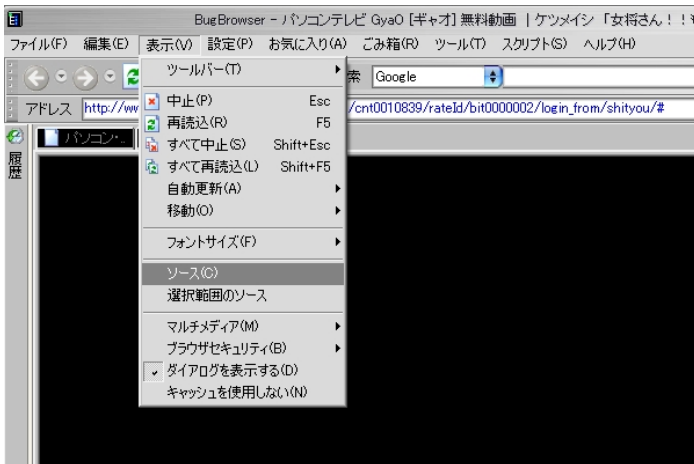 BugBrowser - パソコンテレビ GyaO [ギャオ] 無料動画 | ケツメイシ 「女将さん！！
ファイル(F) 編集(E) 表示(V) 設定(P) お気に入り(A) ごみ箱(R) ツール(T) スクリプト(S) ヘルプ(H)
ツールバー(T)
索 Google
中止(P) Esc
アドレス http://ww /cnt0010839/rateId/bit0000002/login_from/shityou/#
再読込(R) F5
パソコン・..
すべて中止(S) Shift+Esc
履歴
すべて再読込(L) Shift+F5
自動更新(A)
移動(O)
フォントサイズ(F)
ソース(C)
選択範囲のソース
マルチメディア(M)
ブラウザセキュリティ(B)
ダイアログを表示する(D)
キャッシュを使用しない(N)